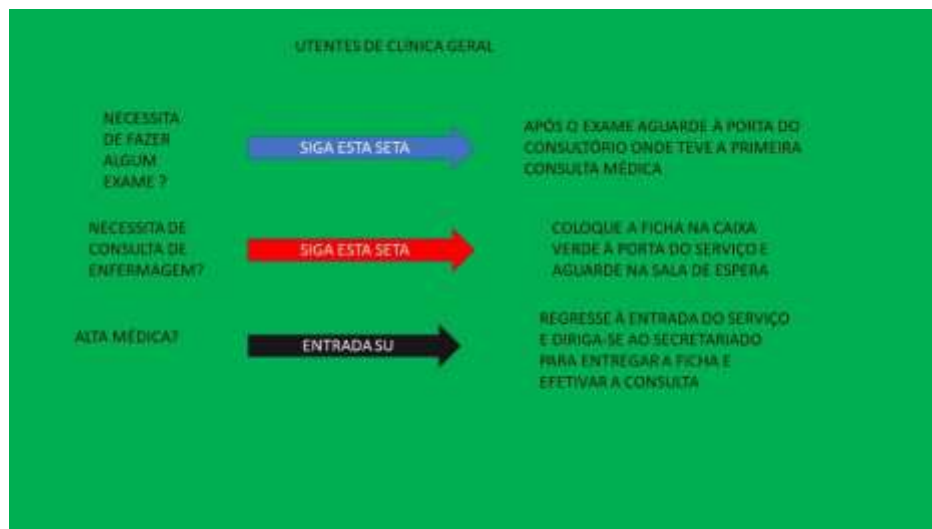 UTENTES DE CLÍNICA GERAL
NECESSITA
DE FAZER
ALGUM
EXAME ?
SIGA ESTA SETA
APÓS O EXAME AGUARDE À PORTA DO
CONSULTÓRIO ONDE TEVE A PRIMEIRA
CONSULTA MÉDICA
NECESSITA DE
CONSULTA DE
ENFERMAGEM?
SIGA ESTA SETA
COLOQUE A FICHA NA CAIXA
VERDE À PORTA DO SERVIÇO E
AGUARDE NA SALA DE ESPERA
ALTA MÉDICA?
ENTRADA SU
REGRESSE À ENTRADA DO SERVIÇO
E DIRIGA-SE AO SECRETARIADO
PARA ENTREGAR A FICHA E
EFETIVAR A CONSULTA